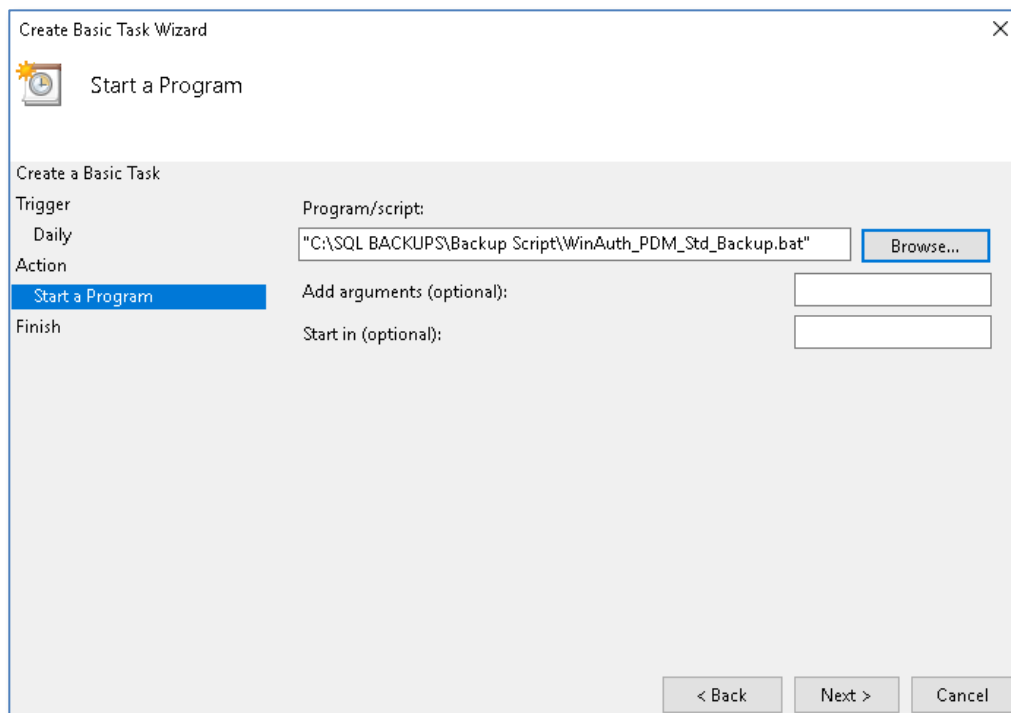 Create Basic Task Wizard
Start a Program
Create a Basic Task
Trigger
Daily
Action
Start a Program
Finish
Program/script:
"C:\SQL BACKUPS\Backup Script\WinAuth_PDM_Std_Backup.bat"
Browse...
Add arguments (optional):
Start in (optional):
< Back
Next >
Cancel